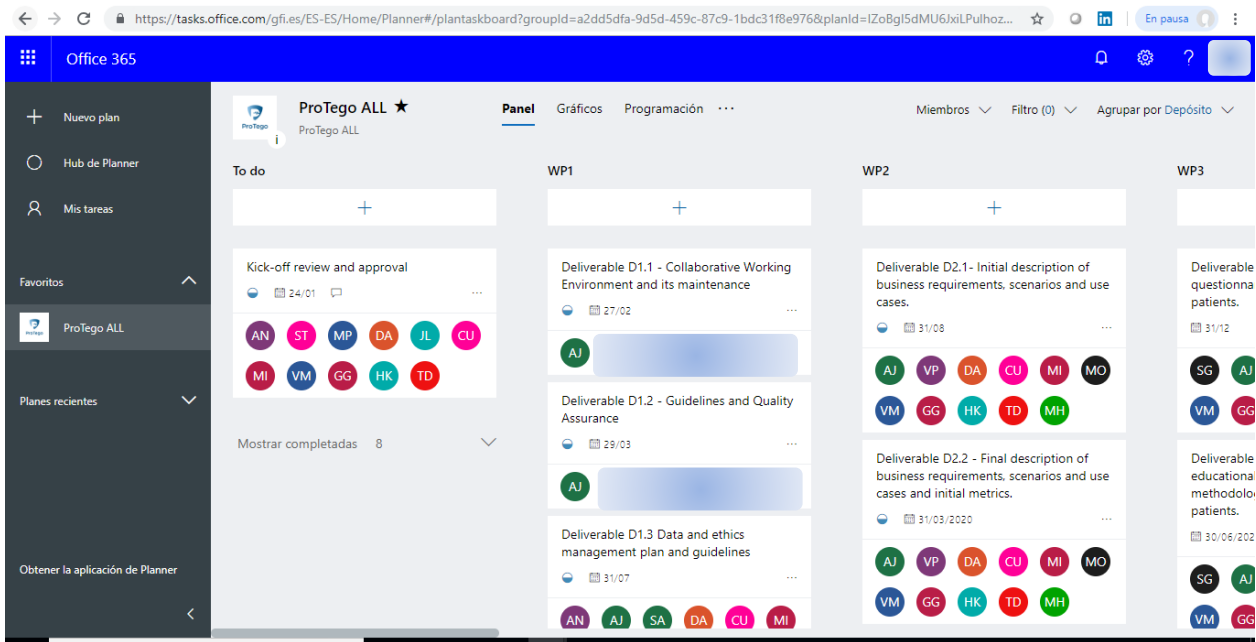 https://tasks.office.com/gfi.es/ES-ES/Home/Planner#/plantaskboard?groupId=a2dd5dfa-9d5d-459c-87c9-1bdc31f8e976&planId=IZoBgI5dMU6JxiLPulhoz...
En pausa
Office 365
Nuevo plan
Hub de Planner
Mis tareas
Favoritos
ProTego ALL
Planes recientes
Obtener la aplicación de Planner
ProTego
ProTego ALL ★
ProTego ALL
Panel Gráficos Programación ...
Miembros Filtro (0) Agrupar por Depósito
To do
Kick-off review and approval
24/01
AN ST MP DA JL CU
MI VM GG HK TD
Mostrar completadas 8
WP1
Deliverable D1.1 - Collaborative Working
Environment and its maintenance
27/02
AJ
Deliverable D1.2 - Guidelines and Quality
Assurance
29/03
AJ
Deliverable D1.3 Data and ethics
management plan and guidelines
31/07
AN AJ SA DA CU MI
WP2
Deliverable D2.1- Initial description of
business requirements, scenarios and use
cases.
31/08
AJ VP DA CU MI MO
VM GG HK TD MH
Deliverable D2.2 - Final description of
business requirements, scenarios and use
cases and initial metrics.
31/03/2020
AJ VP DA CU MI MO
VM GG HK TD MH
WP3
Deliverable
questionna
patients.
31/12
SG AJ
VM GG
Deliverable
educational
methodolog
patients.
30/06/202
SG AJ
VM GG